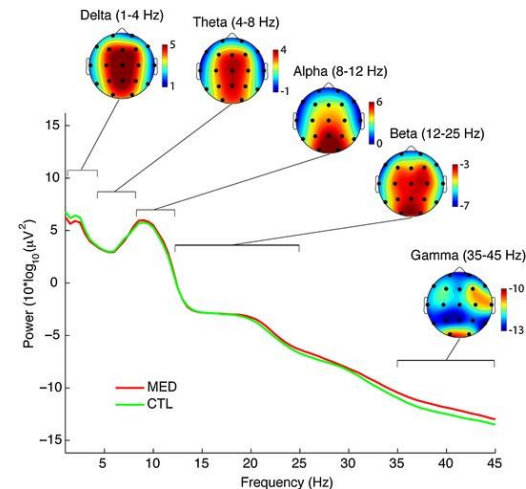 Delta (1-4 Hz)
5
1
Theta (4-8 Hz)
4
-1
Alpha (8-12 Hz)
6
0
Beta (12-25 Hz)
-3
-7
Gamma (35-45 Hz)
-10
-13
15
10
5
0
−5
−10
−15
Power (10*log10(µV2)
MED
CTL
5 10 15 20 25 30 35 40 45
Frequency (Hz)